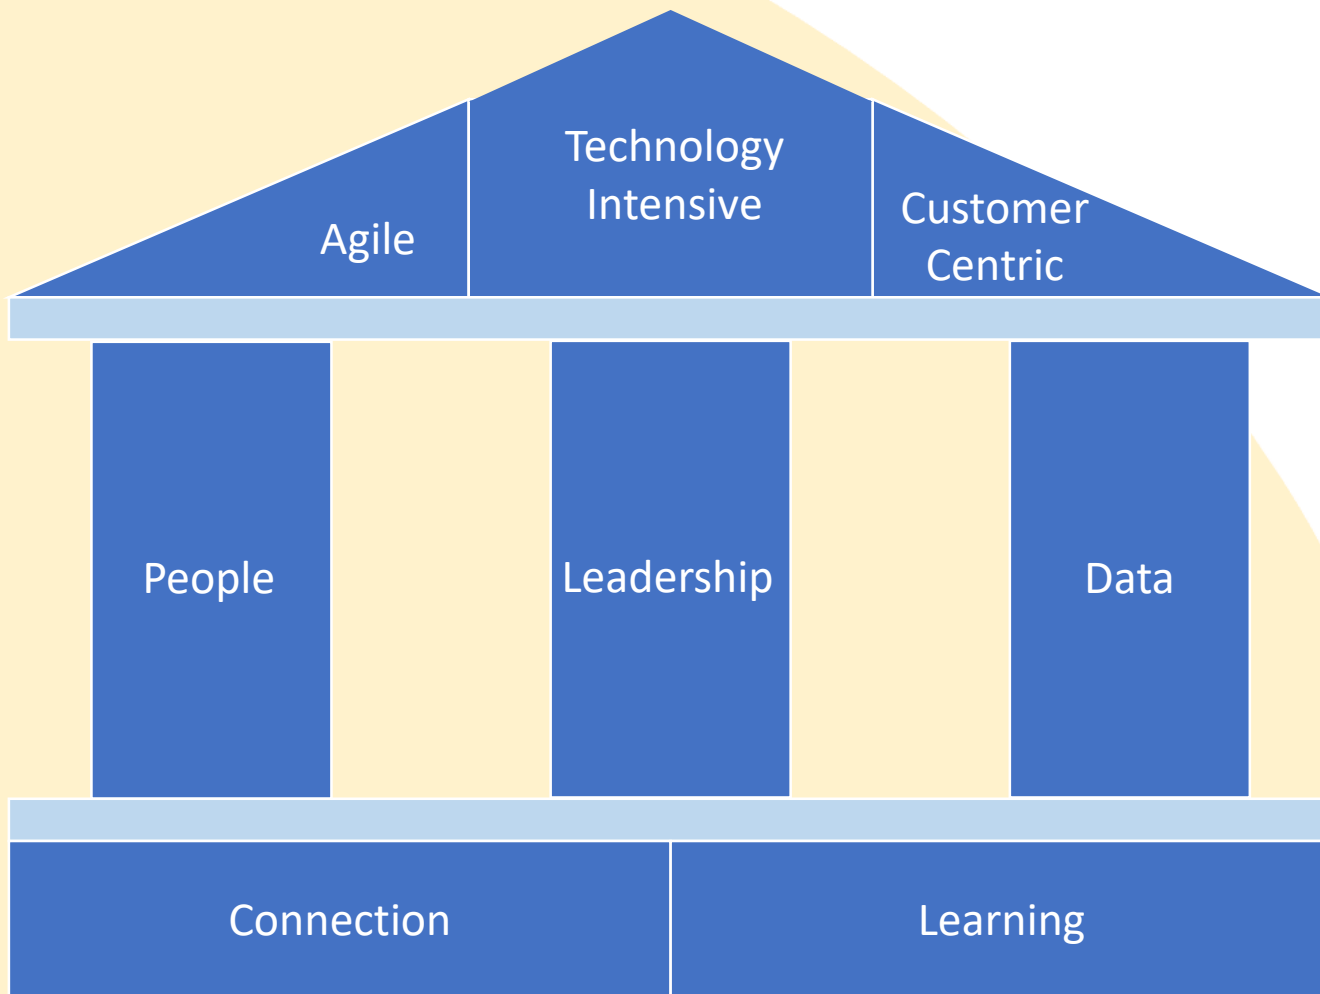 Technology
Intensive
Agile
Customer
Centric
People
Leadership
Data
Connection
Learning